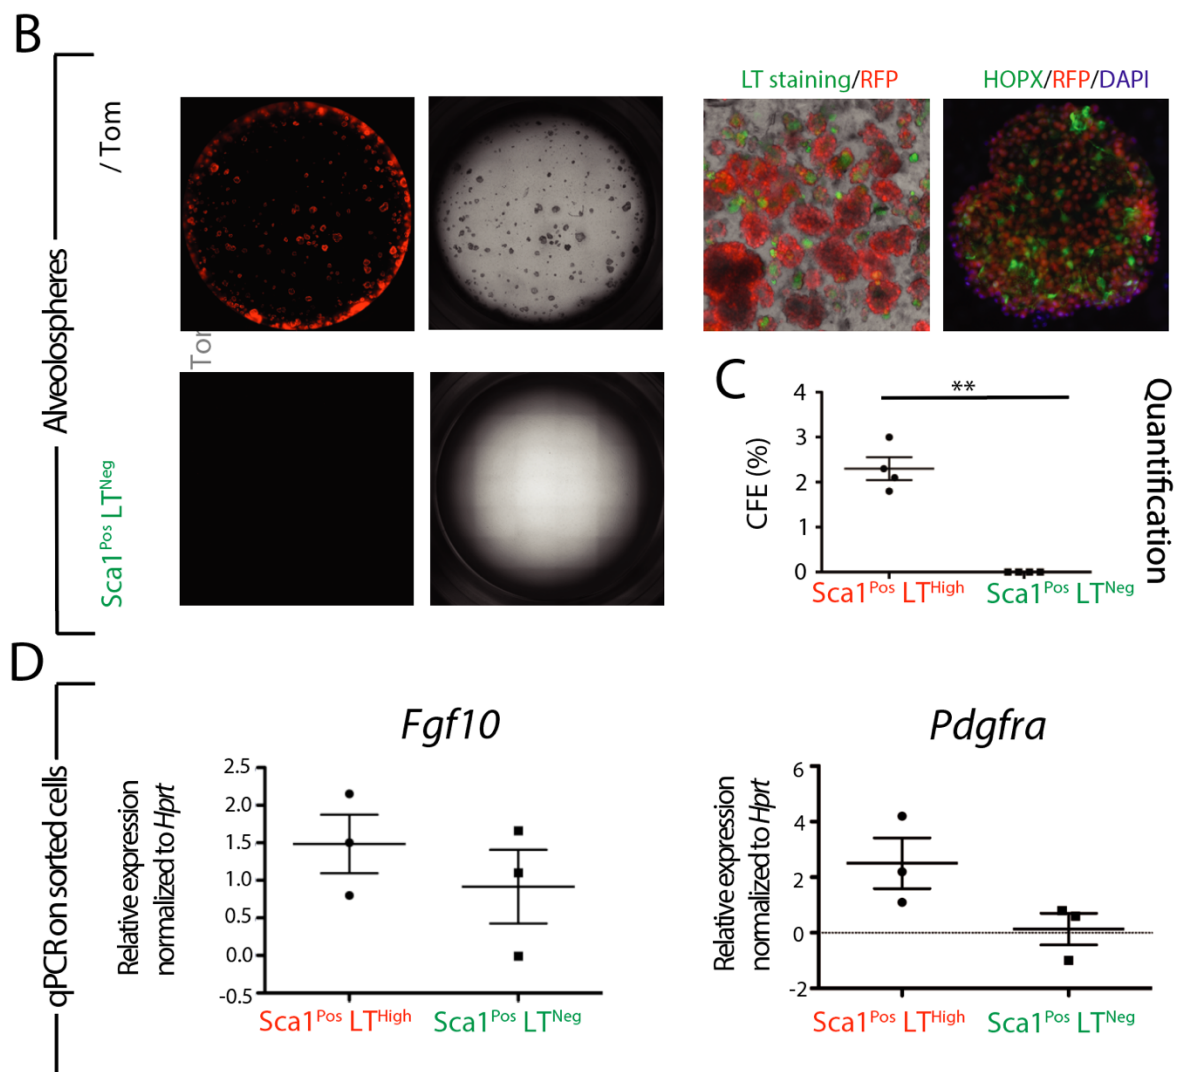 B
Alveolospheres
/ Tom
Tor
Sca1Pos LTNeg
LT staining/RFP
HOPX/RFP/DAPI
C
**
CFE (%)
4
3
2
1
0
Sca1Pos LTHigh
Sca1Pos LTNeg
Quantification
D
qPCRon sorted cells
Fgf10
Relative expression
normalized to Hprt
2.5
2.0
1.5
1.0
0.5
0.0
-0.5
Sca1Pos LTHigh
Sca1Pos LTNeg
Pdgfra
Relative expression
normalized to Hprt
6
4
2
0
-2
Sca1Pos LTHigh
Sca1Pos LTNeg